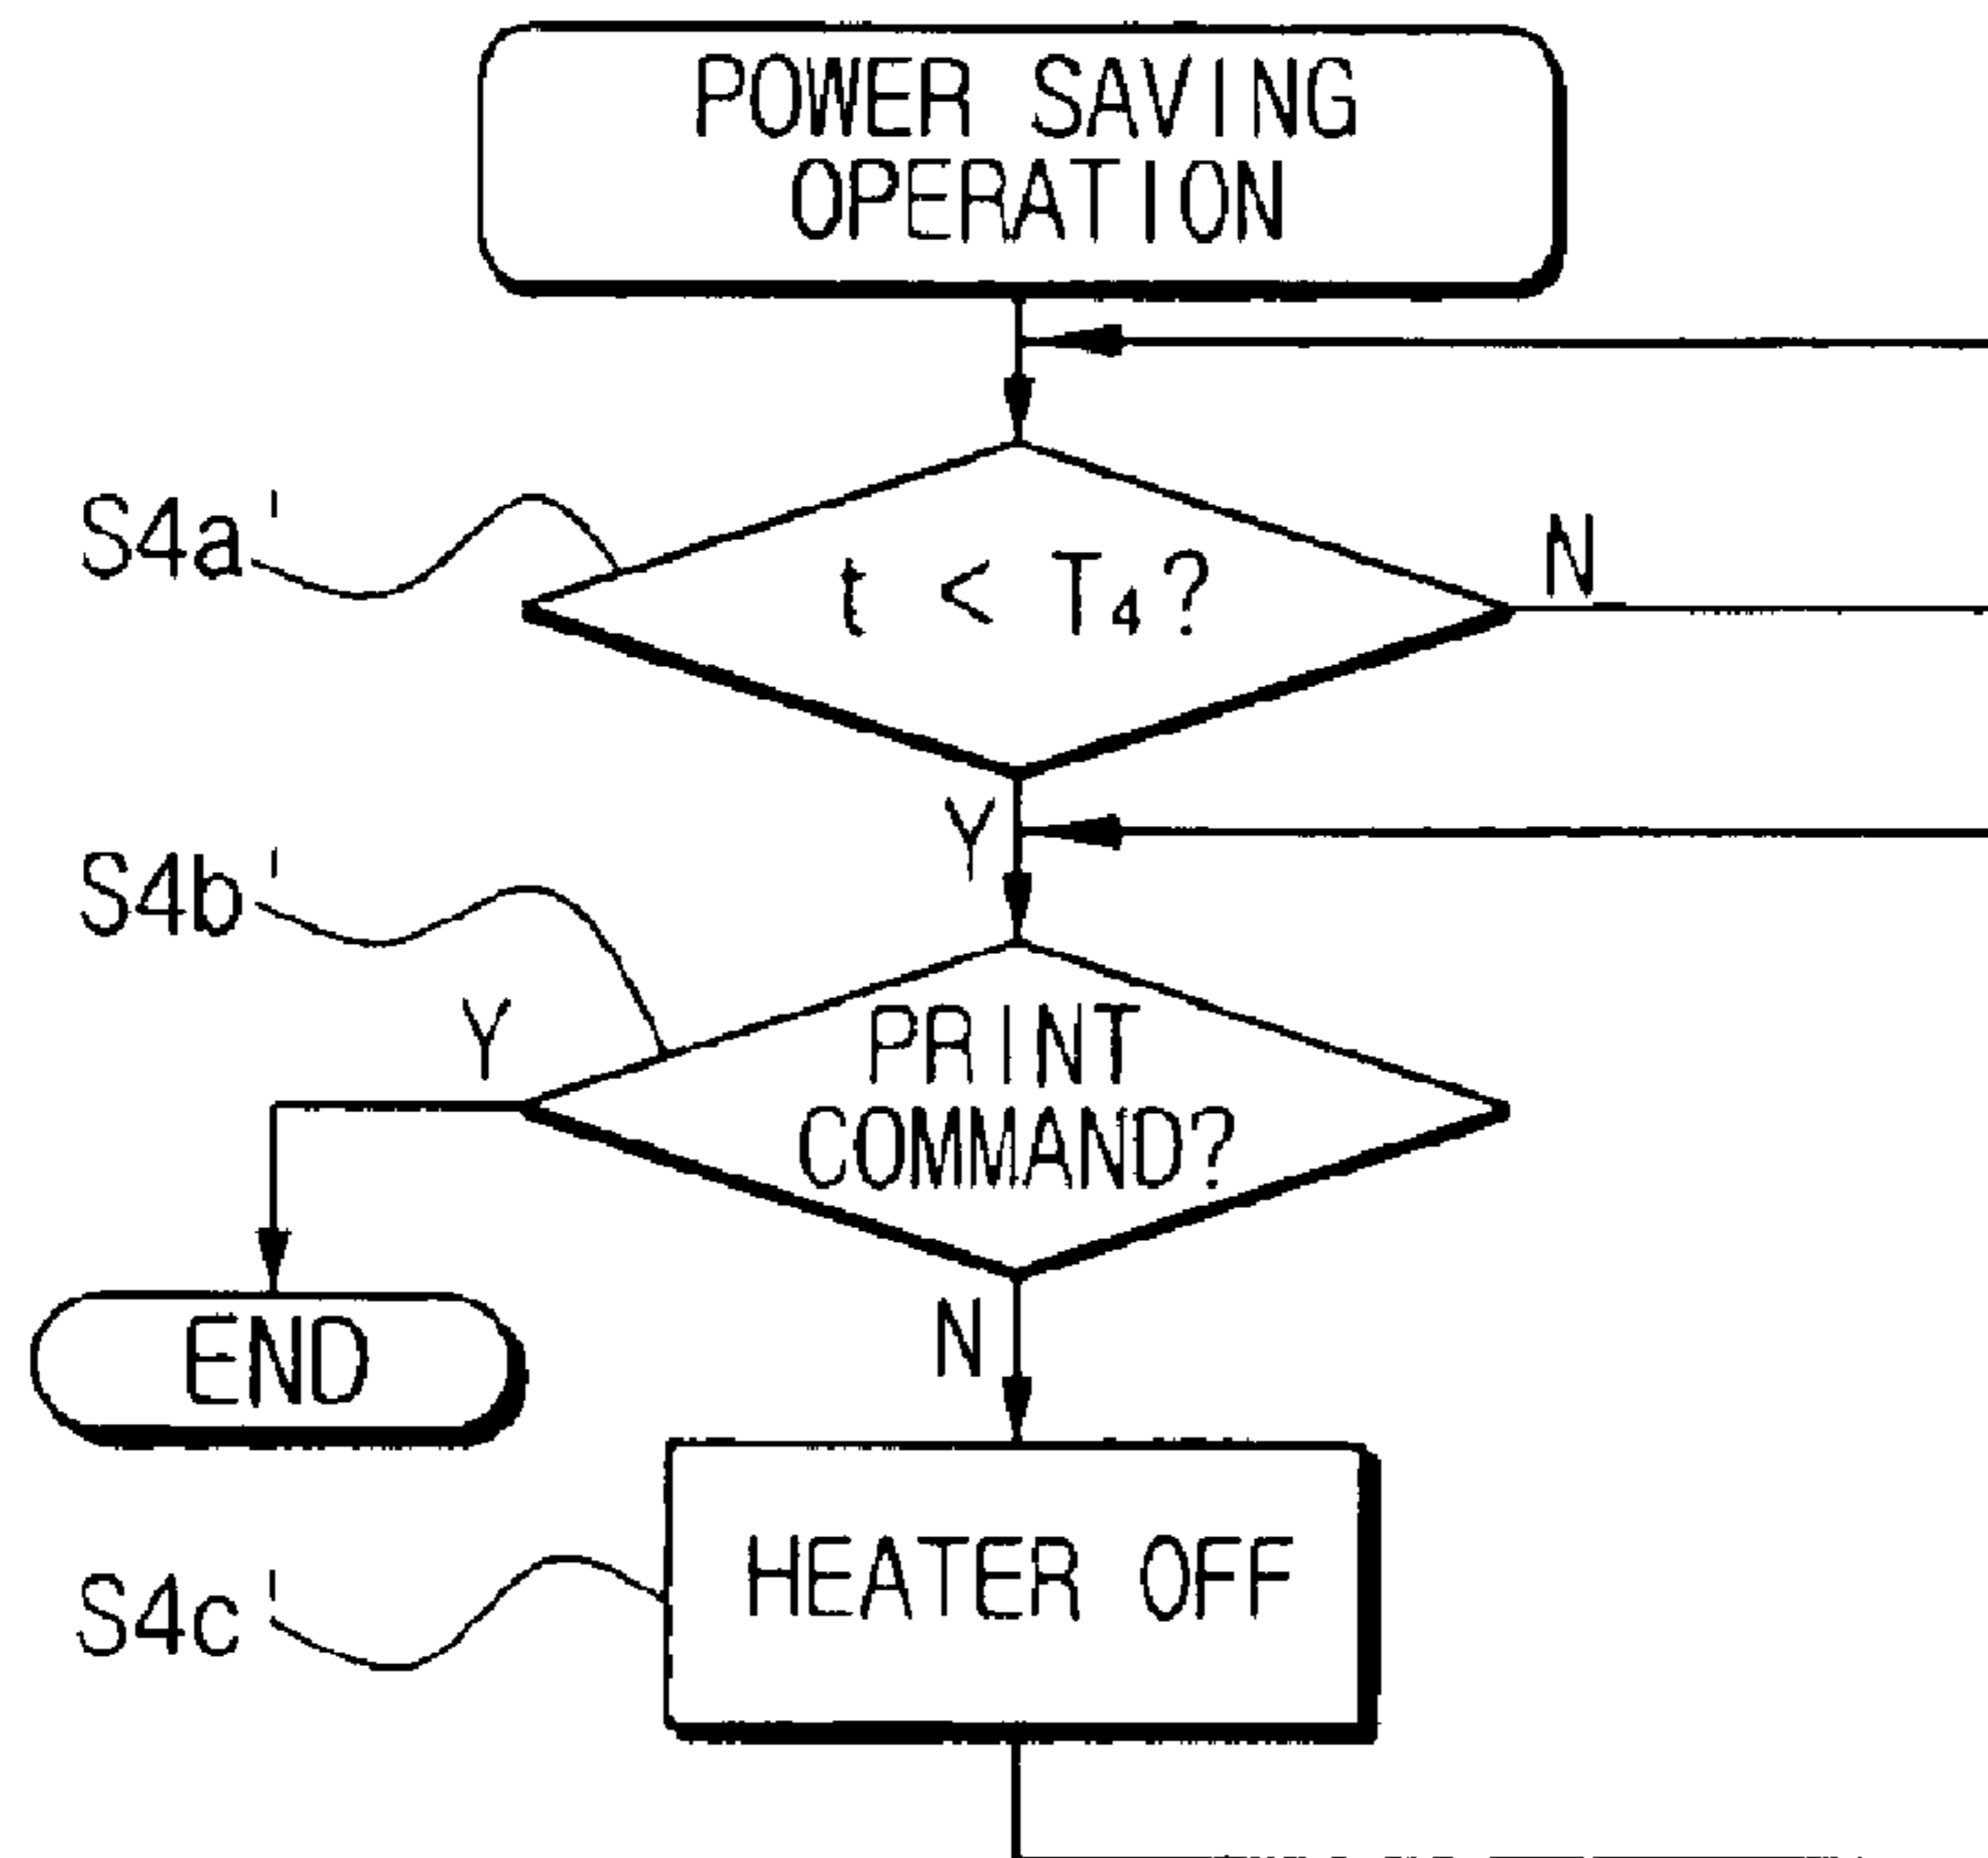 POWER SAVING
OPERATION
S4a'
t < T₄?
N
Y
S4b'
Y
PRINT
COMMAND?
END
N
HEATER OFF
S4c'